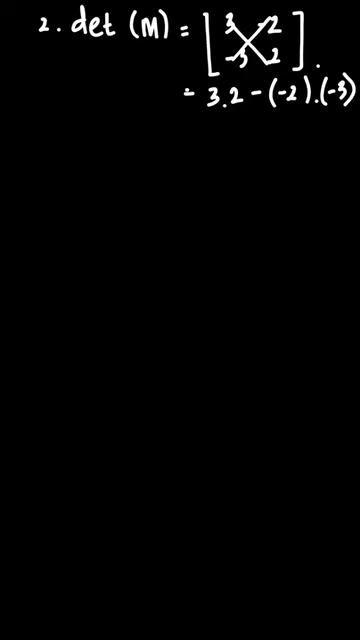 2. det (M) = [ 3 -2
-3 2 ].
= 3.2 - (-2).(-3)